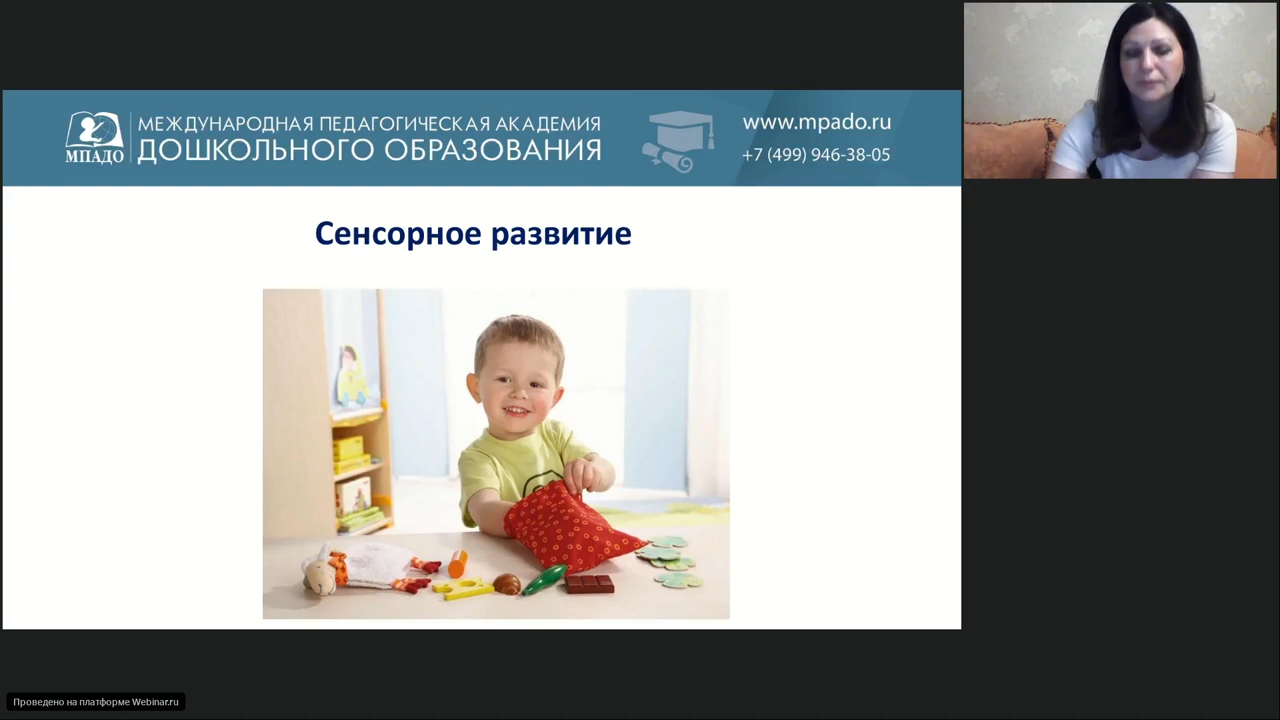 МЕЖДУНАРОДНАЯ ПЕДАГОГИЧЕСКАЯ АКАДЕМИЯ
ДОШКОЛЬНОГО ОБРАЗОВАНИЯ
МПАДО
www.mpado.ru
+7 (499) 946-38-05
Сенсорное развитие
Проведено на платформе Webinar.ru